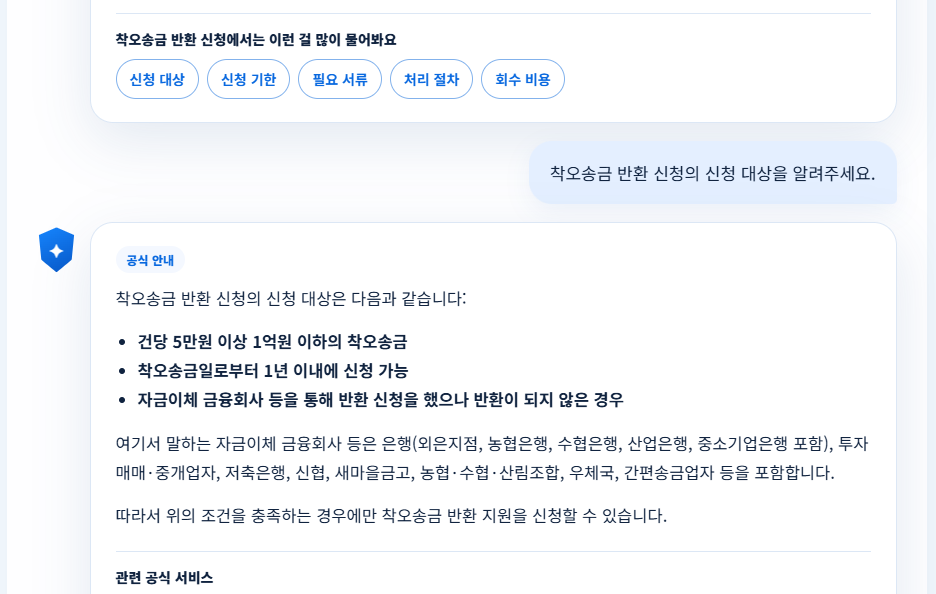 착오송금 반환 신청에서는 이런 걸 많이 물어봐요
신청 대상
신청 기한
필요 서류
처리 절차
회수 비용
착오송금 반환 신청의 신청 대상을 알려주세요.
공식 안내
착오송금 반환 신청의 신청 대상은 다음과 같습니다:
• 건당 5만원 이상 1억원 이하의 착오송금
• 착오송금일로부터 1년 이내에 신청 가능
• 자금이체 금융회사 등을 통해 반환 신청을 했으나 반환이 되지 않은 경우
여기서 말하는 자금이체 금융회사 등은 은행(외은지점, 농협은행, 수협은행, 산업은행, 중소기업은행 포함), 투자
매매·중개업자, 저축은행, 신협, 새마을금고, 농협·수협·산림조합, 우체국, 간편송금업자 등을 포함합니다.
따라서 위의 조건을 충족하는 경우에만 착오송금 반환 지원을 신청할 수 있습니다.
관련 공식 서비스